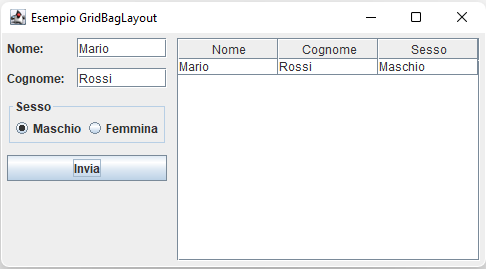 Esempio GridBagLayout
Nome: Mario
Cognome: Rossi
Sesso
Maschio Femmina
Invia
Nome Cognome Sesso
Mario Rossi Maschio